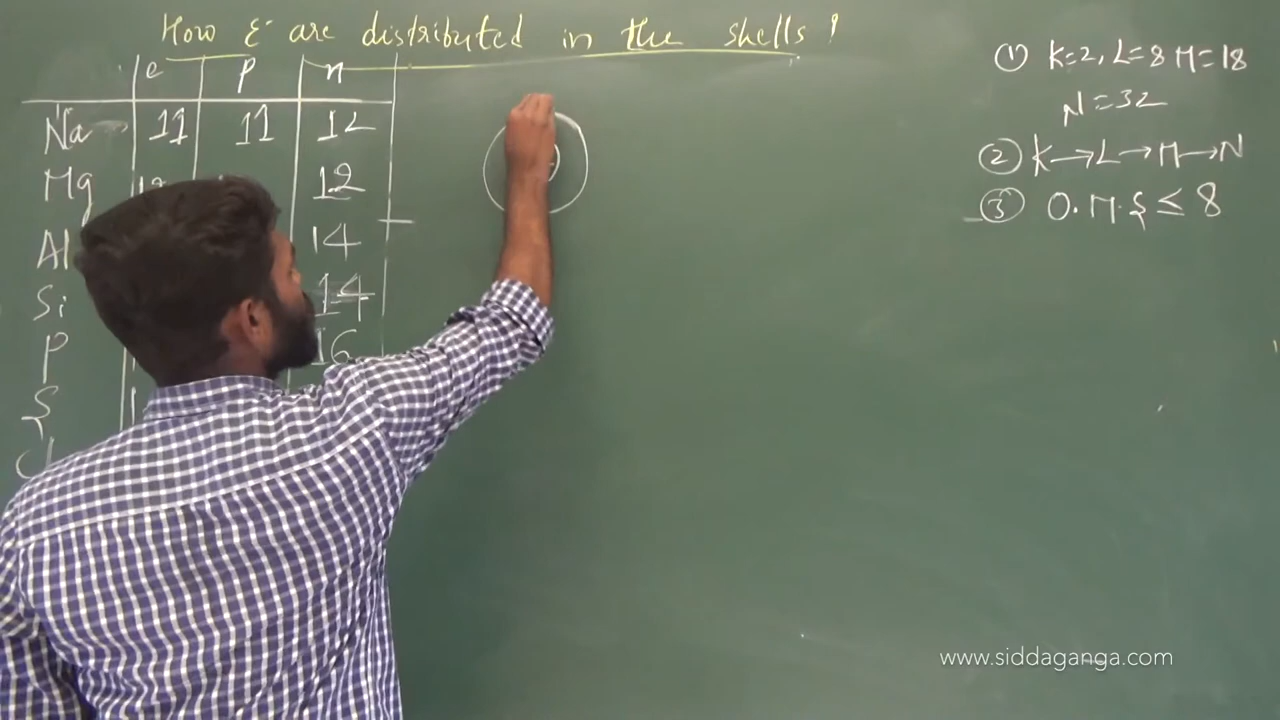 How e⁻ are distributed in the shells ?
e p n
Na 11 11 12
Mg 12
Al 14
Si 14
P 16
S
Cl
① K=2, L=8 M=18
N=32
② K→L→M→N
③ O.M.S ≤ 8
www.siddaganga.com